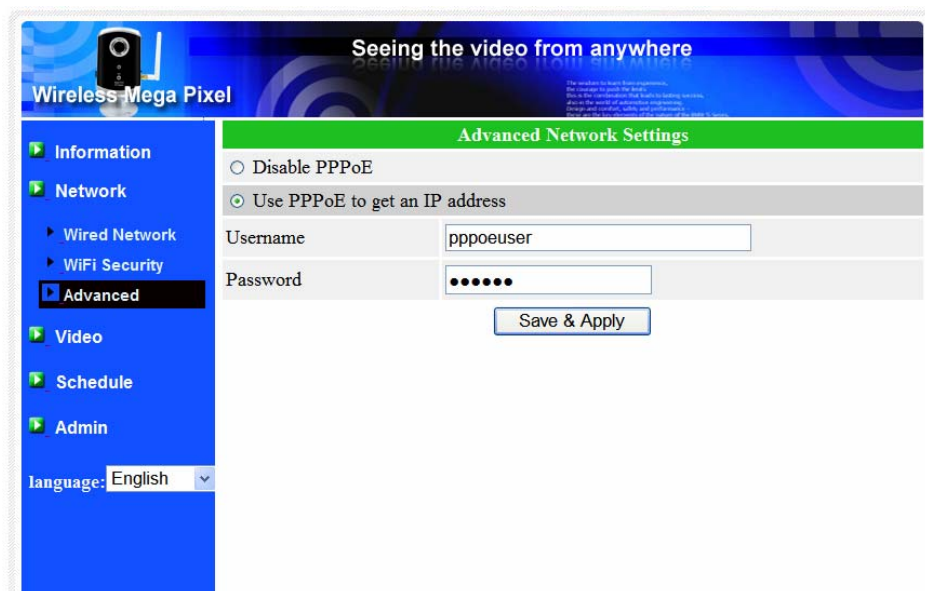 Seeing the video from anywhere
Wireless Mega Pixel
Information
Network
Wired Network
WiFi Security
Advanced
Video
Schedule
Admin
language: English
Advanced Network Settings
Disable PPPoE
Use PPPoE to get an IP address
Username pppoeuser
Password ••••••
Save & Apply